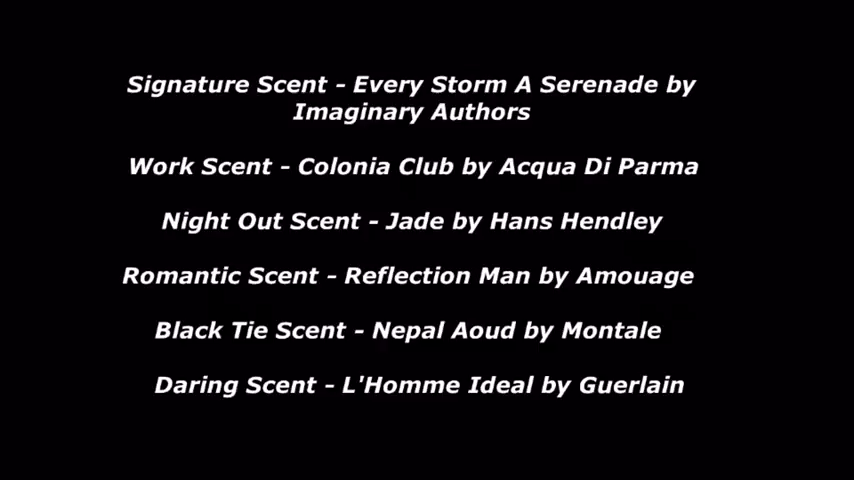 Signature Scent - Every Storm A Serenade by
Imaginary Authors
Work Scent - Colonia Club by Acqua Di Parma
Night Out Scent - Jade by Hans Hendley
Romantic Scent - Reflection Man by Amouage
Black Tie Scent - Nepal Aoud by Montale
Daring Scent - L'Homme Ideal by Guerlain